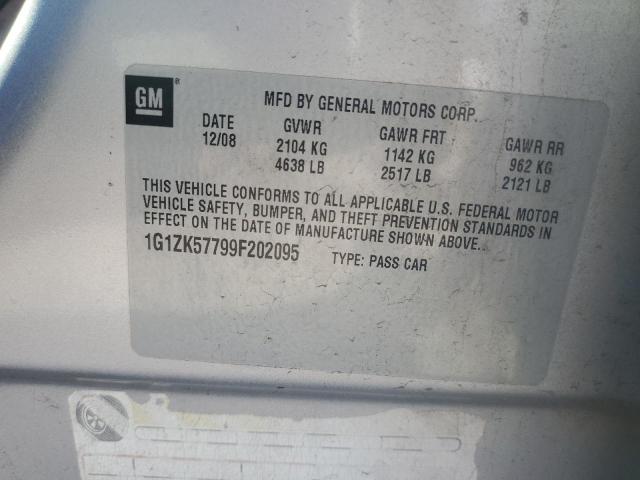 GM
MFD BY GENERAL MOTORS CORP.
DATE GVWR GAWR FRT GAWR RR
12/08 2104 KG 1142 KG 962 KG
4638 LB 2517 LB 2121 LB
THIS VEHICLE CONFORMS TO ALL APPLICABLE U.S. FEDERAL MOTOR
VEHICLE SAFETY, BUMPER, AND THEFT PREVENTION STANDARDS IN
EFFECT ON THE DATE OF MANUFACTURE SHOWN ABOVE.
1G1ZK57799F202095 TYPE: PASS CAR